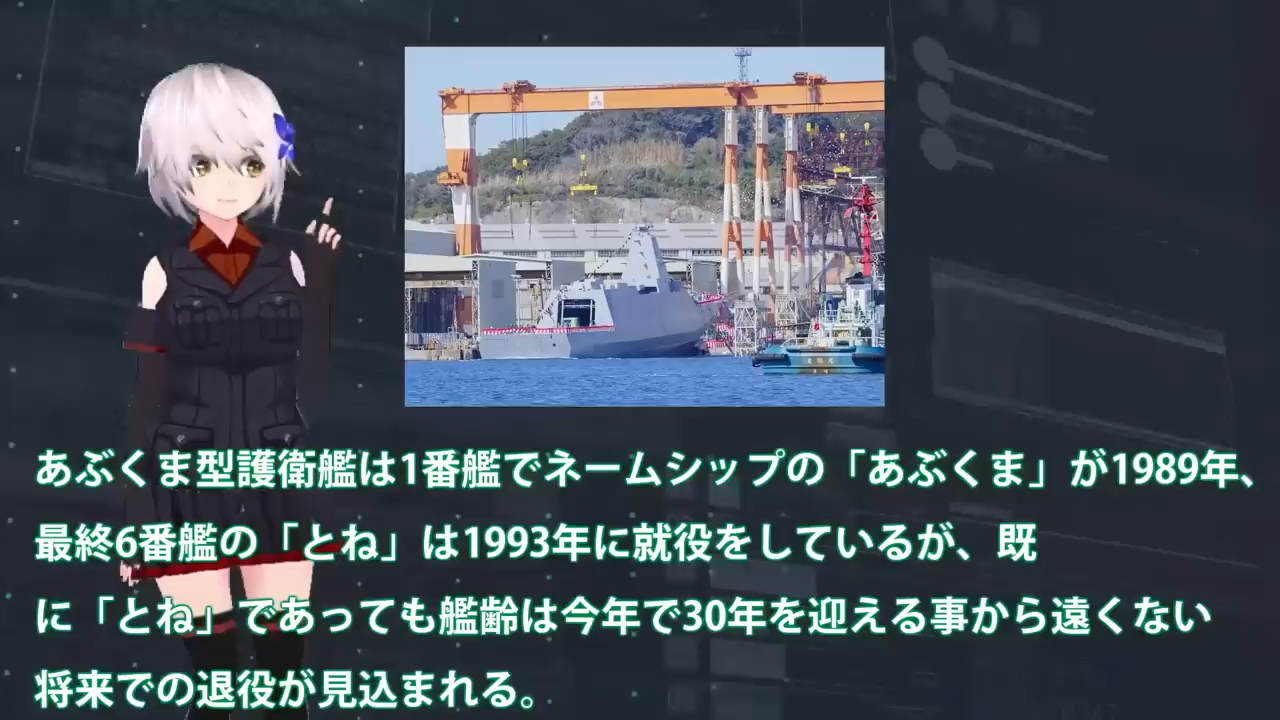 あぶくま型護衛艦は1番艦でネームシップの「あぶくま」が1989年、
最終6番艦の「とね」は1993年に就役をしているが、既
に「とね」であっても艦齢は今年で30年を迎える事から遠くない
将来での退役が見込まれる。